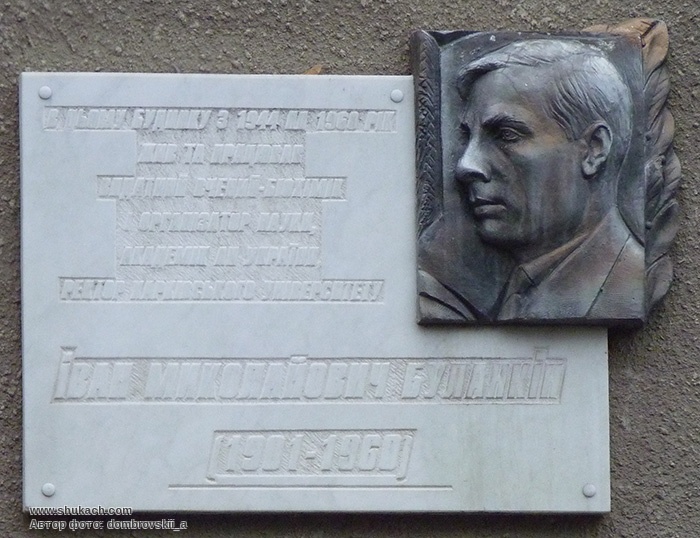 В ЦЬОМУ БУДИНКУ З 1944 ПО 1960 РІК
ЖИВ ТА ПРАЦЮВАВ
ВИДАТНИЙ ВЧЕНИЙ-БІОХІМІК,
ОРГАНІЗАТОР НАУКИ,
АКАДЕМІК АН УКРАЇНИ,
РЕКТОР ХАРКІВСЬКОГО УНІВЕРСИТЕТУ
ІВАН МИКОЛАЙОВИЧ БУЛАНКІН
(1901-1960)
www.shukach.com
Автор фото: dombrovskii_a